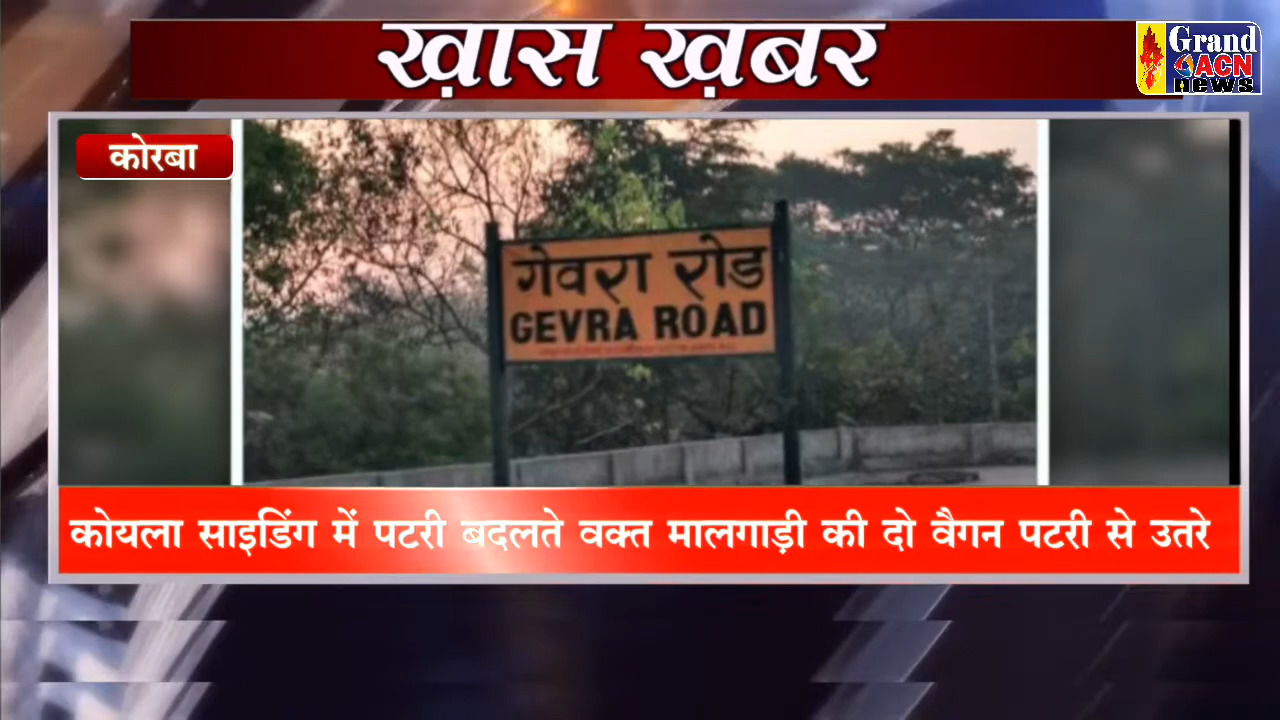 ख़ास ख़बर
Grand
ACN
news
कोरबा
गेवरा रोड
GEVRA ROAD
कोयला साइडिंग में पटरी बदलते वक्त मालगाड़ी की दो वैगन पटरी से उतरे